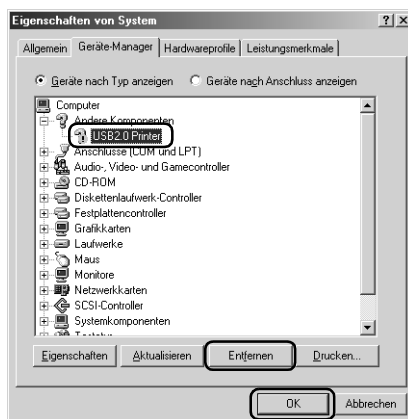 Eigenschaften von System
Allgemein Geräte-Manager Hardwareprofile Leistungsmerkmale
Geräte nach Typ anzeigen Geräte nach Anschluss anzeigen
Computer
Andere Komponenten
USB2.0 Printer
Anschlüsse (COM und LPT)
Audio-, Video- und Gamecontroller
CD-ROM
Diskettenlaufwerk-Controller
Festplattencontroller
Grafikkarten
Laufwerke
Maus
Monitore
Netzwerkkarten
SCSI-Controller
Systemkomponenten
Eigenschaften Aktualisieren Entfernen Drucken...
OK Abbrechen